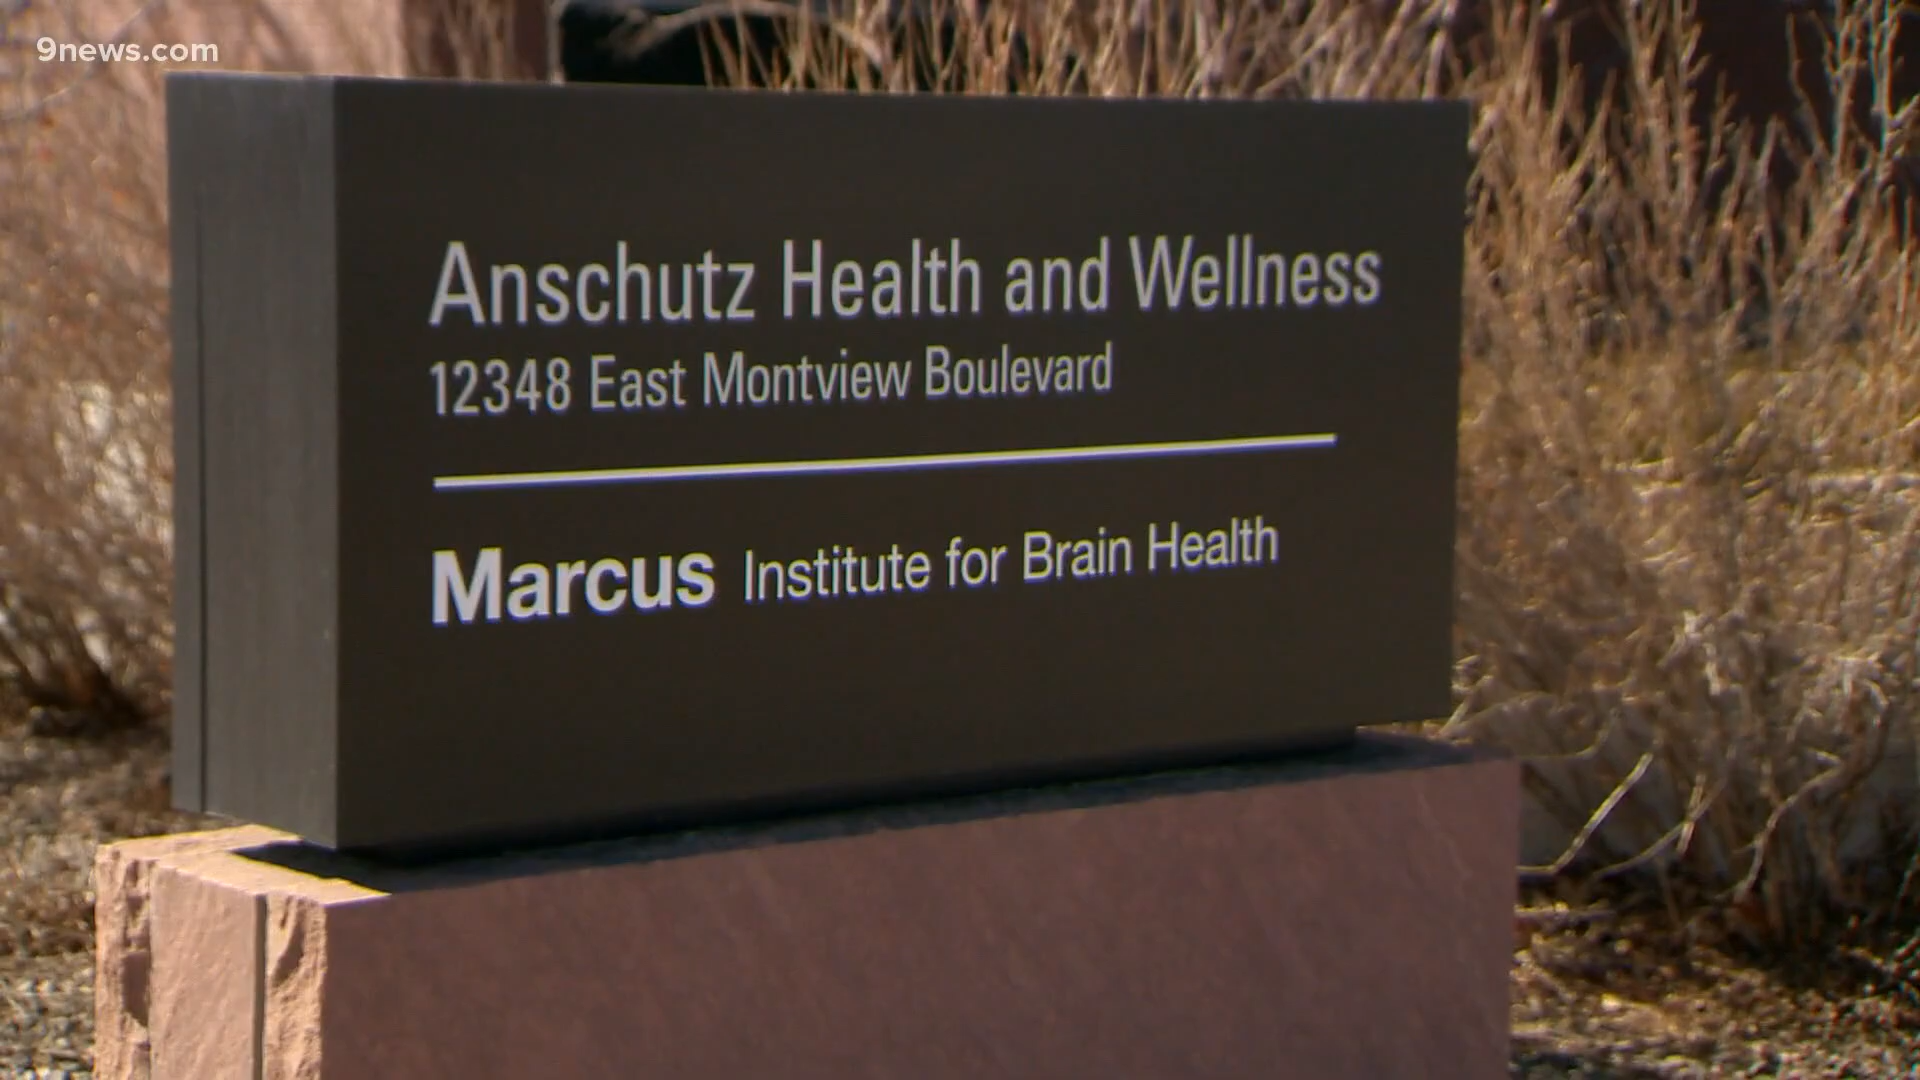 9news.com
Anschutz Health and Wellness
12348 East Montview Boulevard
Marcus Institute for Brain Health